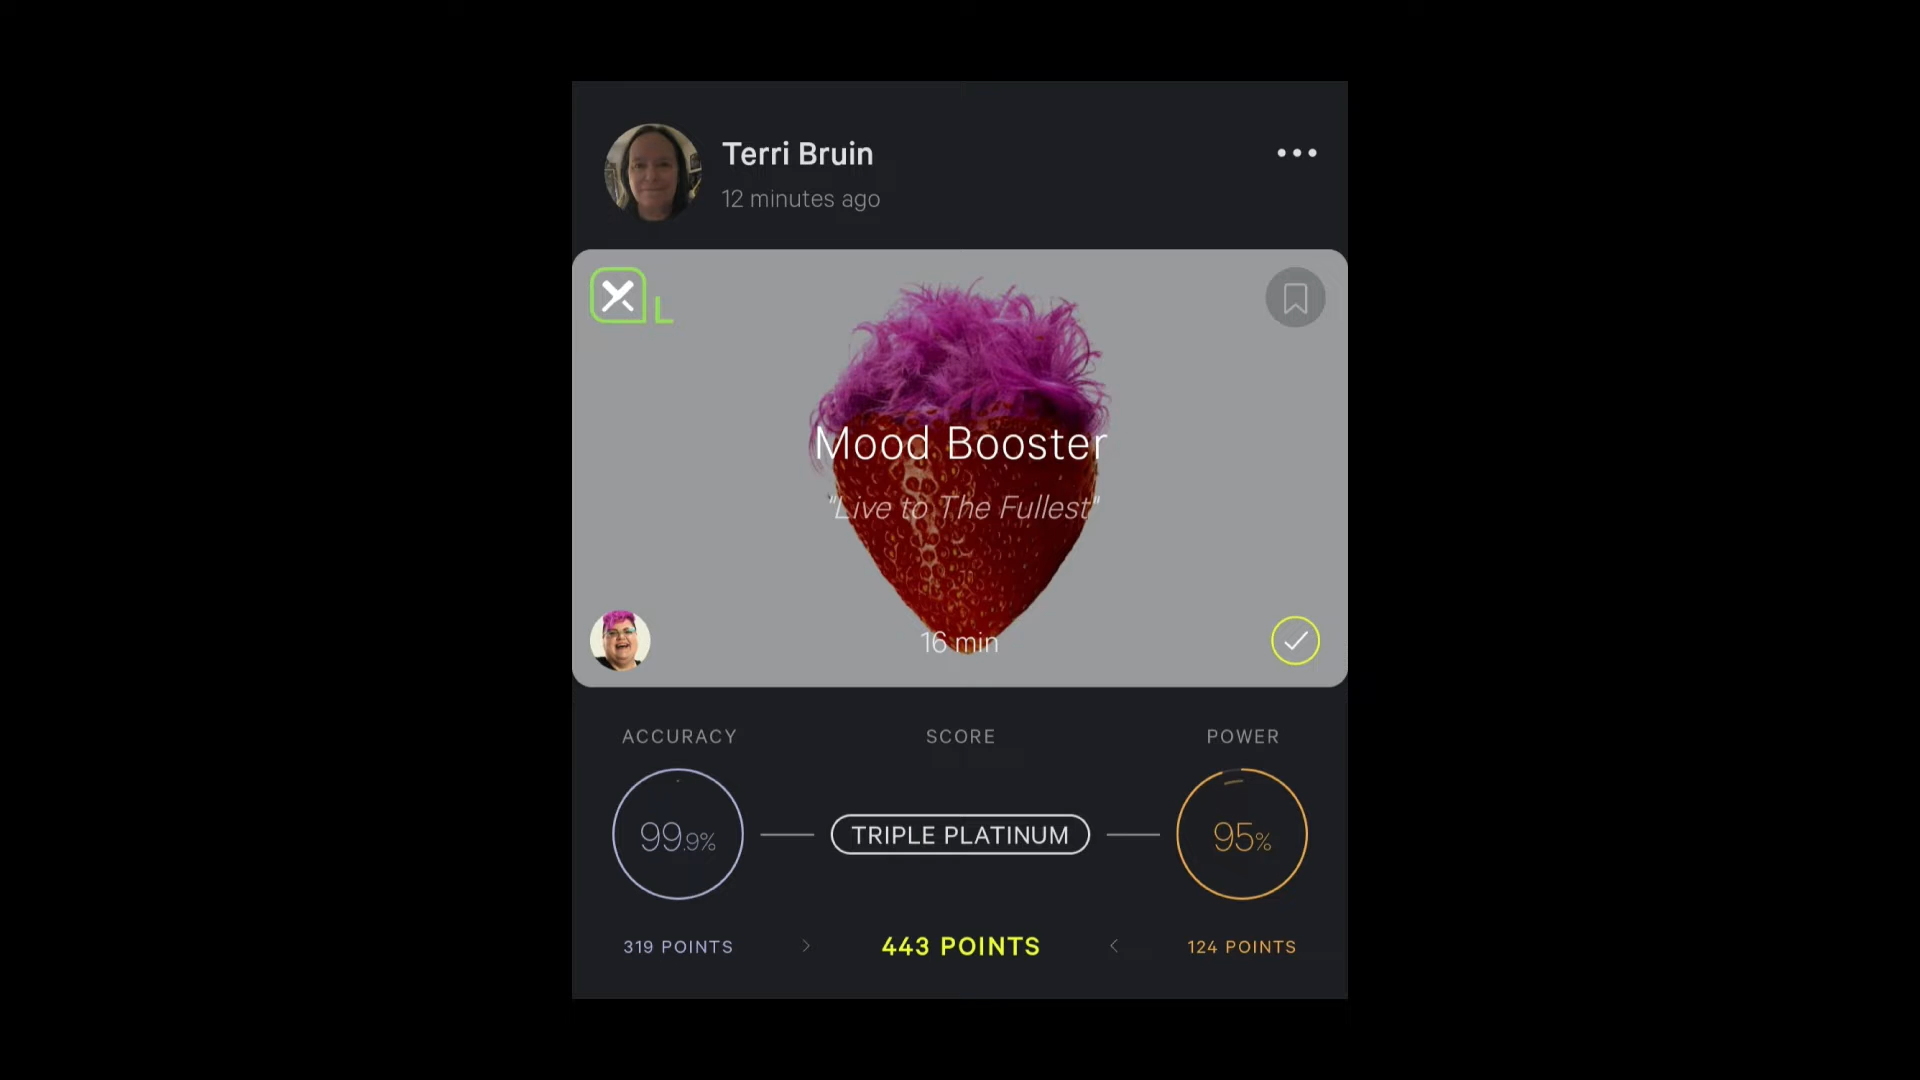 Terri Bruin
12 minutes ago
L
Mood Booster
"Live to The Fullest"
16 min
ACCURACY
SCORE
POWER
99.9%
TRIPLE PLATINUM
95%
319 POINTS
443 POINTS
124 POINTS